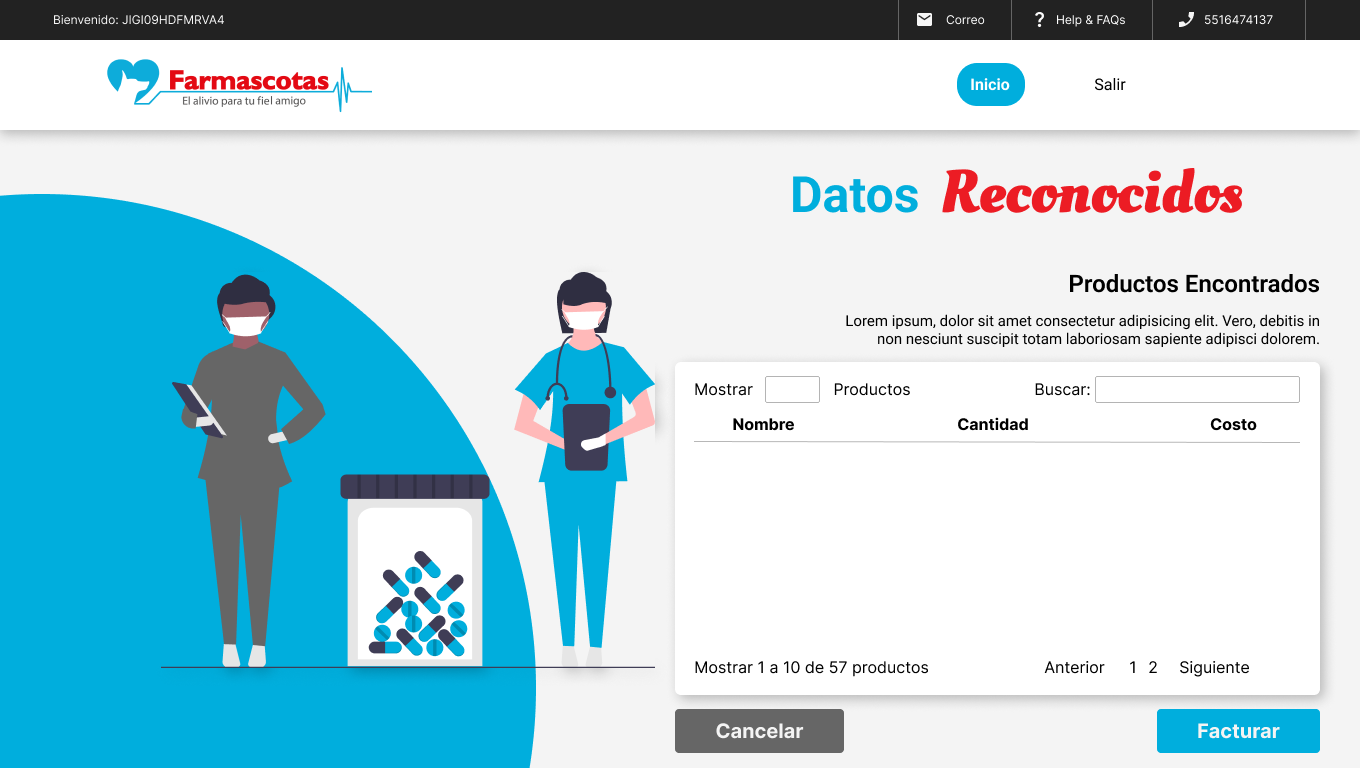 Bienvenido: JIGI09HDFMRVA4
Correo
Help & FAQs
5516474137
Farmascotas
El alivio para tu fiel amigo
Inicio
Salir
Datos Reconocidos
Productos Encontrados
Lorem ipsum, dolor sit amet consectetur adipisicing elit. Vero, debitis in
non nesciunt suscipit totam laboriosam sapiente adipisci dolorem.
Mostrar
Productos
Buscar:
Nombre
Cantidad
Costo
Mostrar 1 a 10 de 57 productos
Anterior
1 2
Siguiente
Cancelar
Facturar